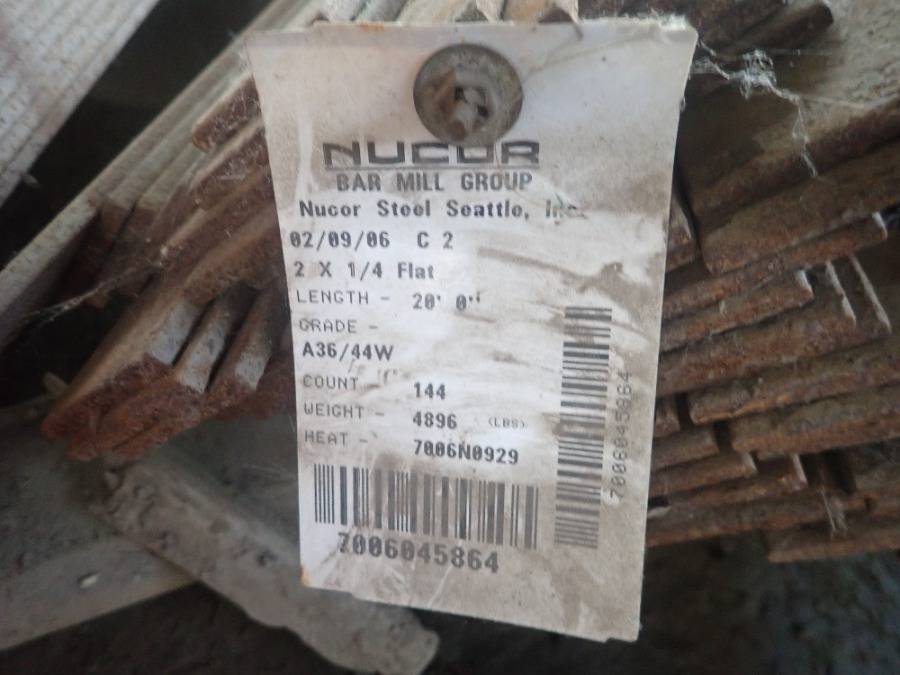 NUCOR
BAR MILL GROUP
Nucor Steel Seattle, Inc.
02/09/06 C 2
2 X 1/4 Flat
LENGTH - 20' 0"
GRADE -
A36/44W
COUNT - 144
WEIGHT - 4896 (LBS)
HEAT - 7006N0929
7006045864
7006045864